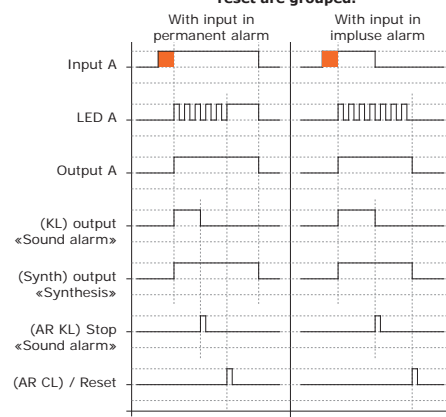 reset are grouped.
With input in
permanent alarm
With input in
impluse alarm
Input A
LED A
Output A
(KL) output
«Sound alarm»
(Synth) output
«Synthesis»
(AR KL) Stop
«Sound alarm»
(AR CL) / Reset